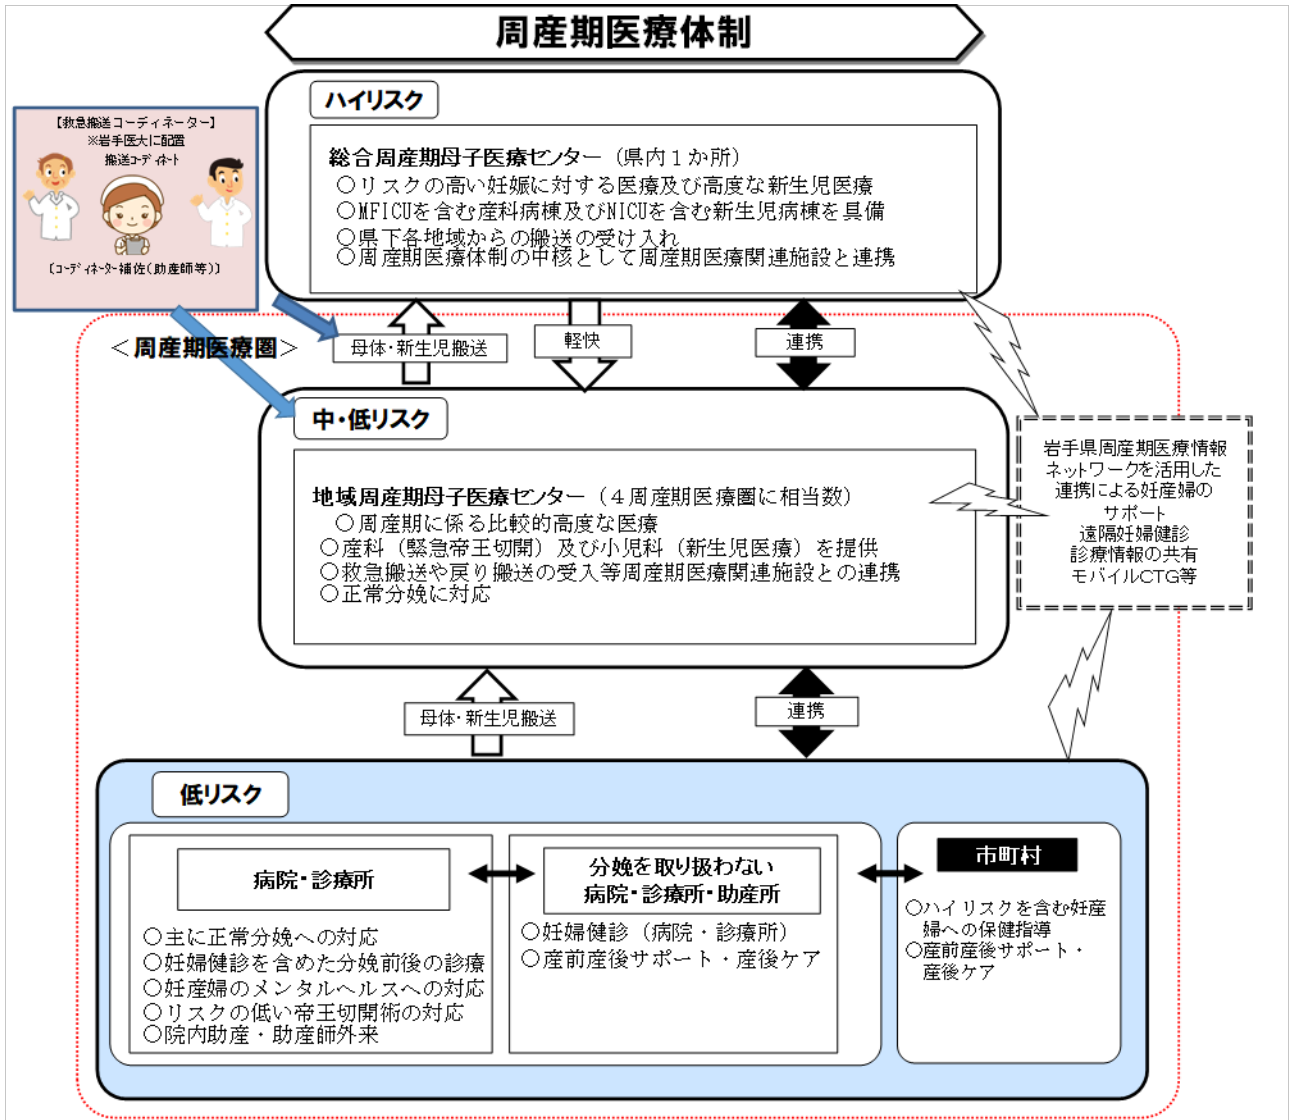 周産期医療体制
ハイリスク
【救急搬送コーディネーター】
※岩手医大に配置
搬送コーディネート
〔コーディネーター補佐(助産師等)〕
総合周産期母子医療センター（県内１か所）
○リスクの高い妊娠に対する医療及び高度な新生児医療
○MFICUを含む産科病棟及びNICUを含む新生児病棟を具備
○県下各地域からの搬送の受け入れ
○周産期医療体制の中核として周産期医療関連施設と連携
＜周産期医療圏＞
母体・新生児搬送
軽快
連携
中・低リスク
地域周産期母子医療センター（４周産期医療圏に相当数）
○周産期に係る比較的高度な医療
○産科（緊急帝王切開）及び小児科（新生児医療）を提供
○救急搬送や戻り搬送の受入等周産期医療関連施設との連携
○正常分娩に対応
岩手県周産期医療情報
ネットワークを活用した
連携による妊産婦の
サポート
遠隔妊婦健診
診療情報の共有
モバイルCTG等
母体・新生児搬送
連携
低リスク
病院・診療所
○主に正常分娩への対応
○妊婦健診を含めた分娩前後の診療
○妊産婦のメンタルヘルスへの対応
○リスクの低い帝王切開術の対応
○院内助産・助産師外来
分娩を取り扱わない
病院・診療所・助産所
○妊婦健診（病院・診療所）
○産前産後サポート・産後ケア
市町村
○ハイリスクを含む妊産
婦への保健指導
○産前産後サポート・
産後ケア